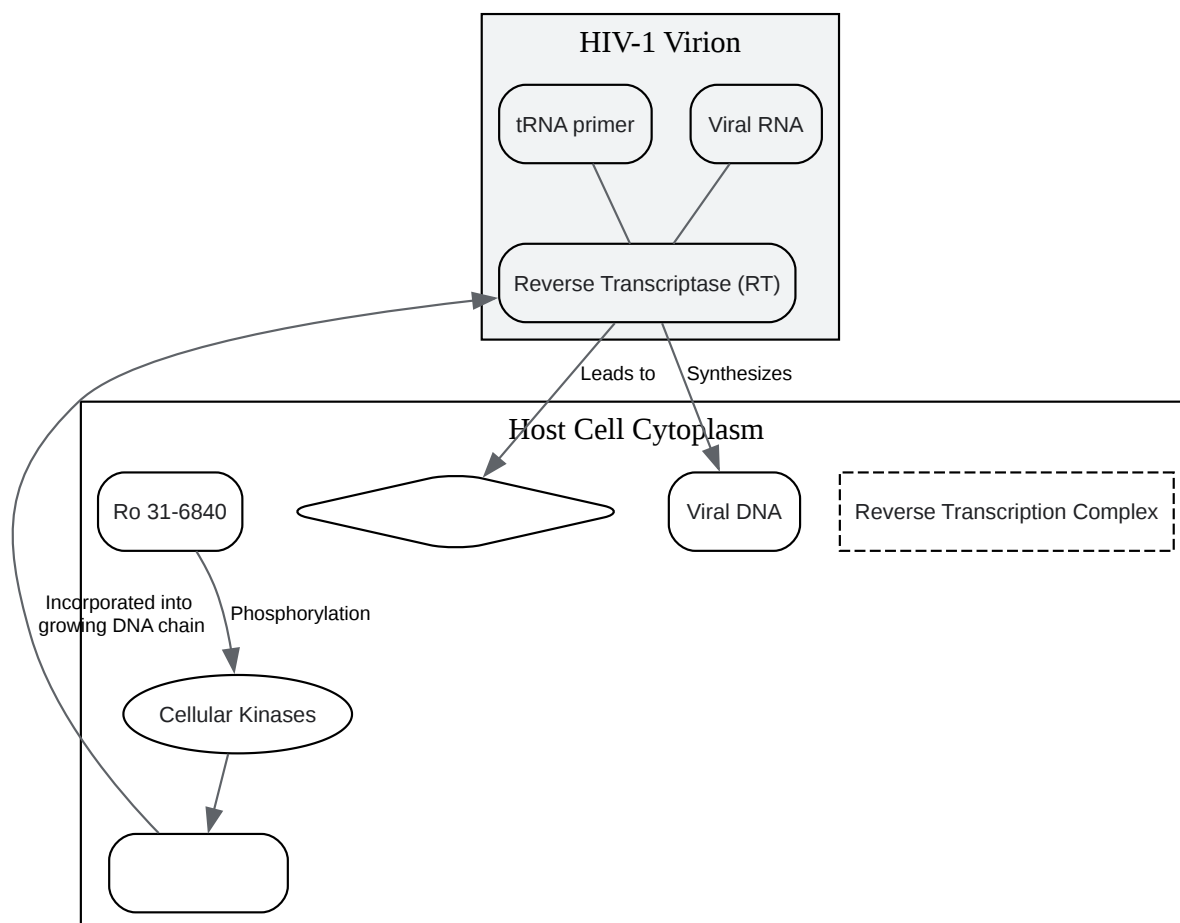 HIV-1 Virion
tRNA primer
Viral RNA
Reverse Transcriptase (RT)
Leads to
Synthesizes
Host Cell Cytoplasm
Ro 31-6840
Viral DNA
Reverse Transcription Complex
Incorporated into
growing DNA chain
Phosphorylation
Cellular Kinases